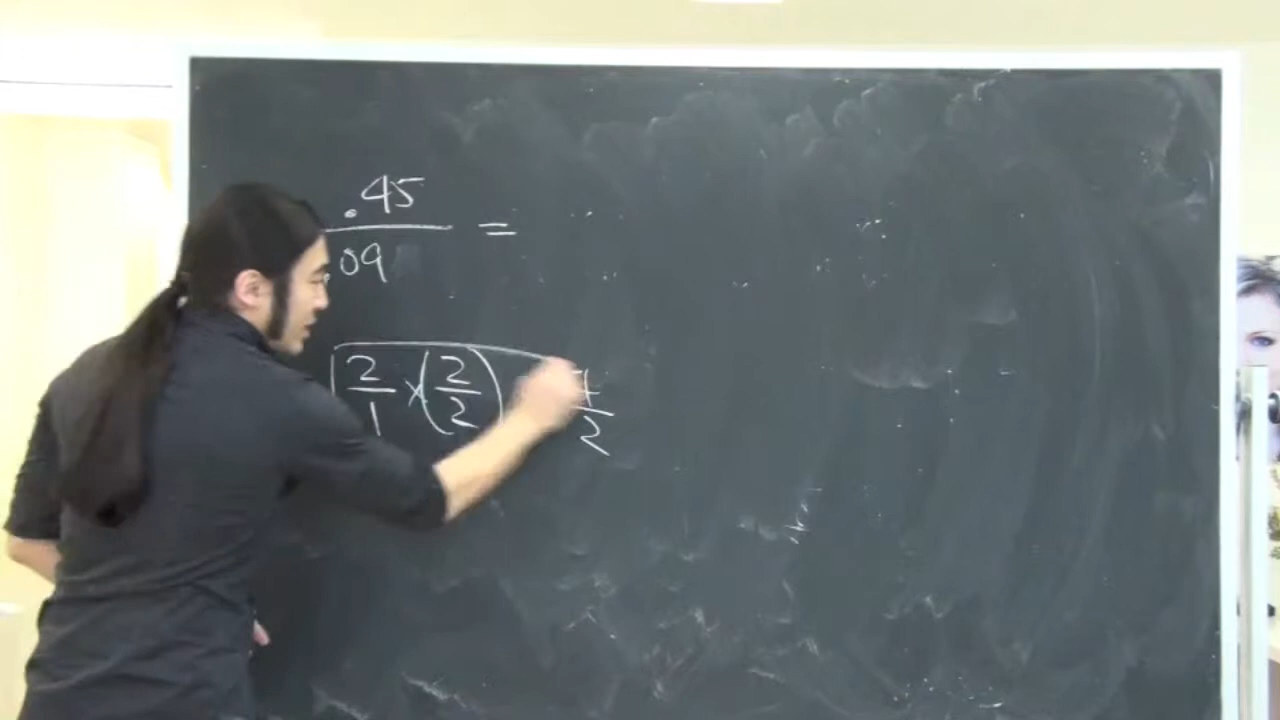 .45
09
=
2/1 × (2/2)
4/2